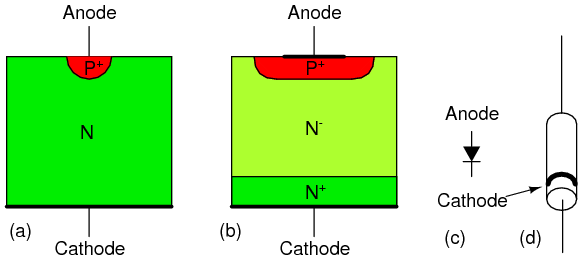 Anode
P+
N
Cathode
(a)
Anode
P+
N-
N+
Cathode
(b)
Anode
Cathode
(c)
(d)